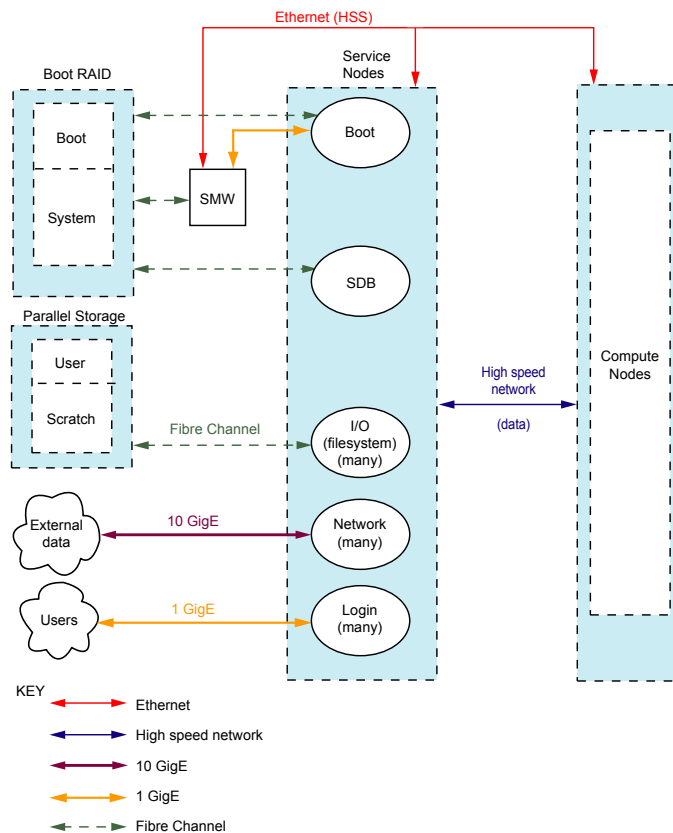 Ethernet (HSS)
Boot RAID
Service
Nodes
Boot
System
SMW
Boot
SDB
Parallel Storage
User
Scratch
Fibre Channel
I/O
(filesystem)
(many)
High speed
network
(data)
Compute
Nodes
External
data
10 GigE
Network
(many)
Users
1 GigE
Login
(many)
KEY
Ethernet
High speed network
10 GigE
1 GigE
Fibre Channel